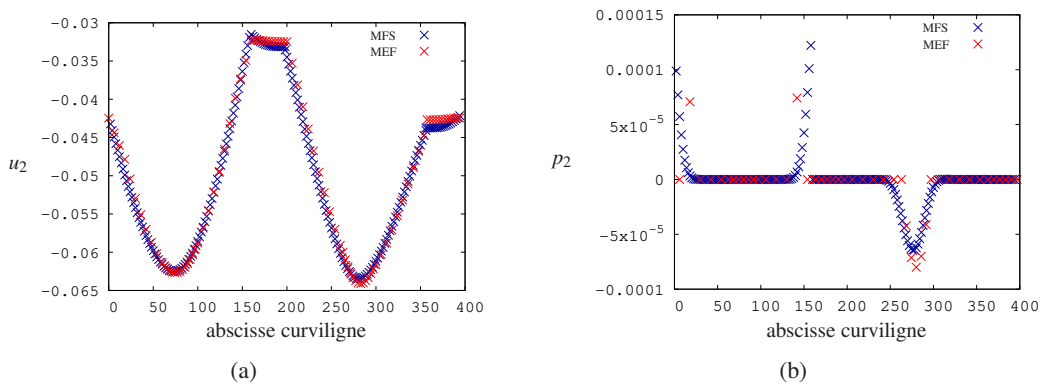 -0.03
-0.035
-0.04
-0.045
-0.05
-0.055
-0.06
-0.065
0 50 100 150 200 250 300 350 400
u2
abscisse curviligne
MFS
MEF
(a)
0.00015
0.0001
5x10-5
0
-5x10-5
-0.0001
0 50 100 150 200 250 300 350 400
p2
abscisse curviligne
MFS
MEF
(b)